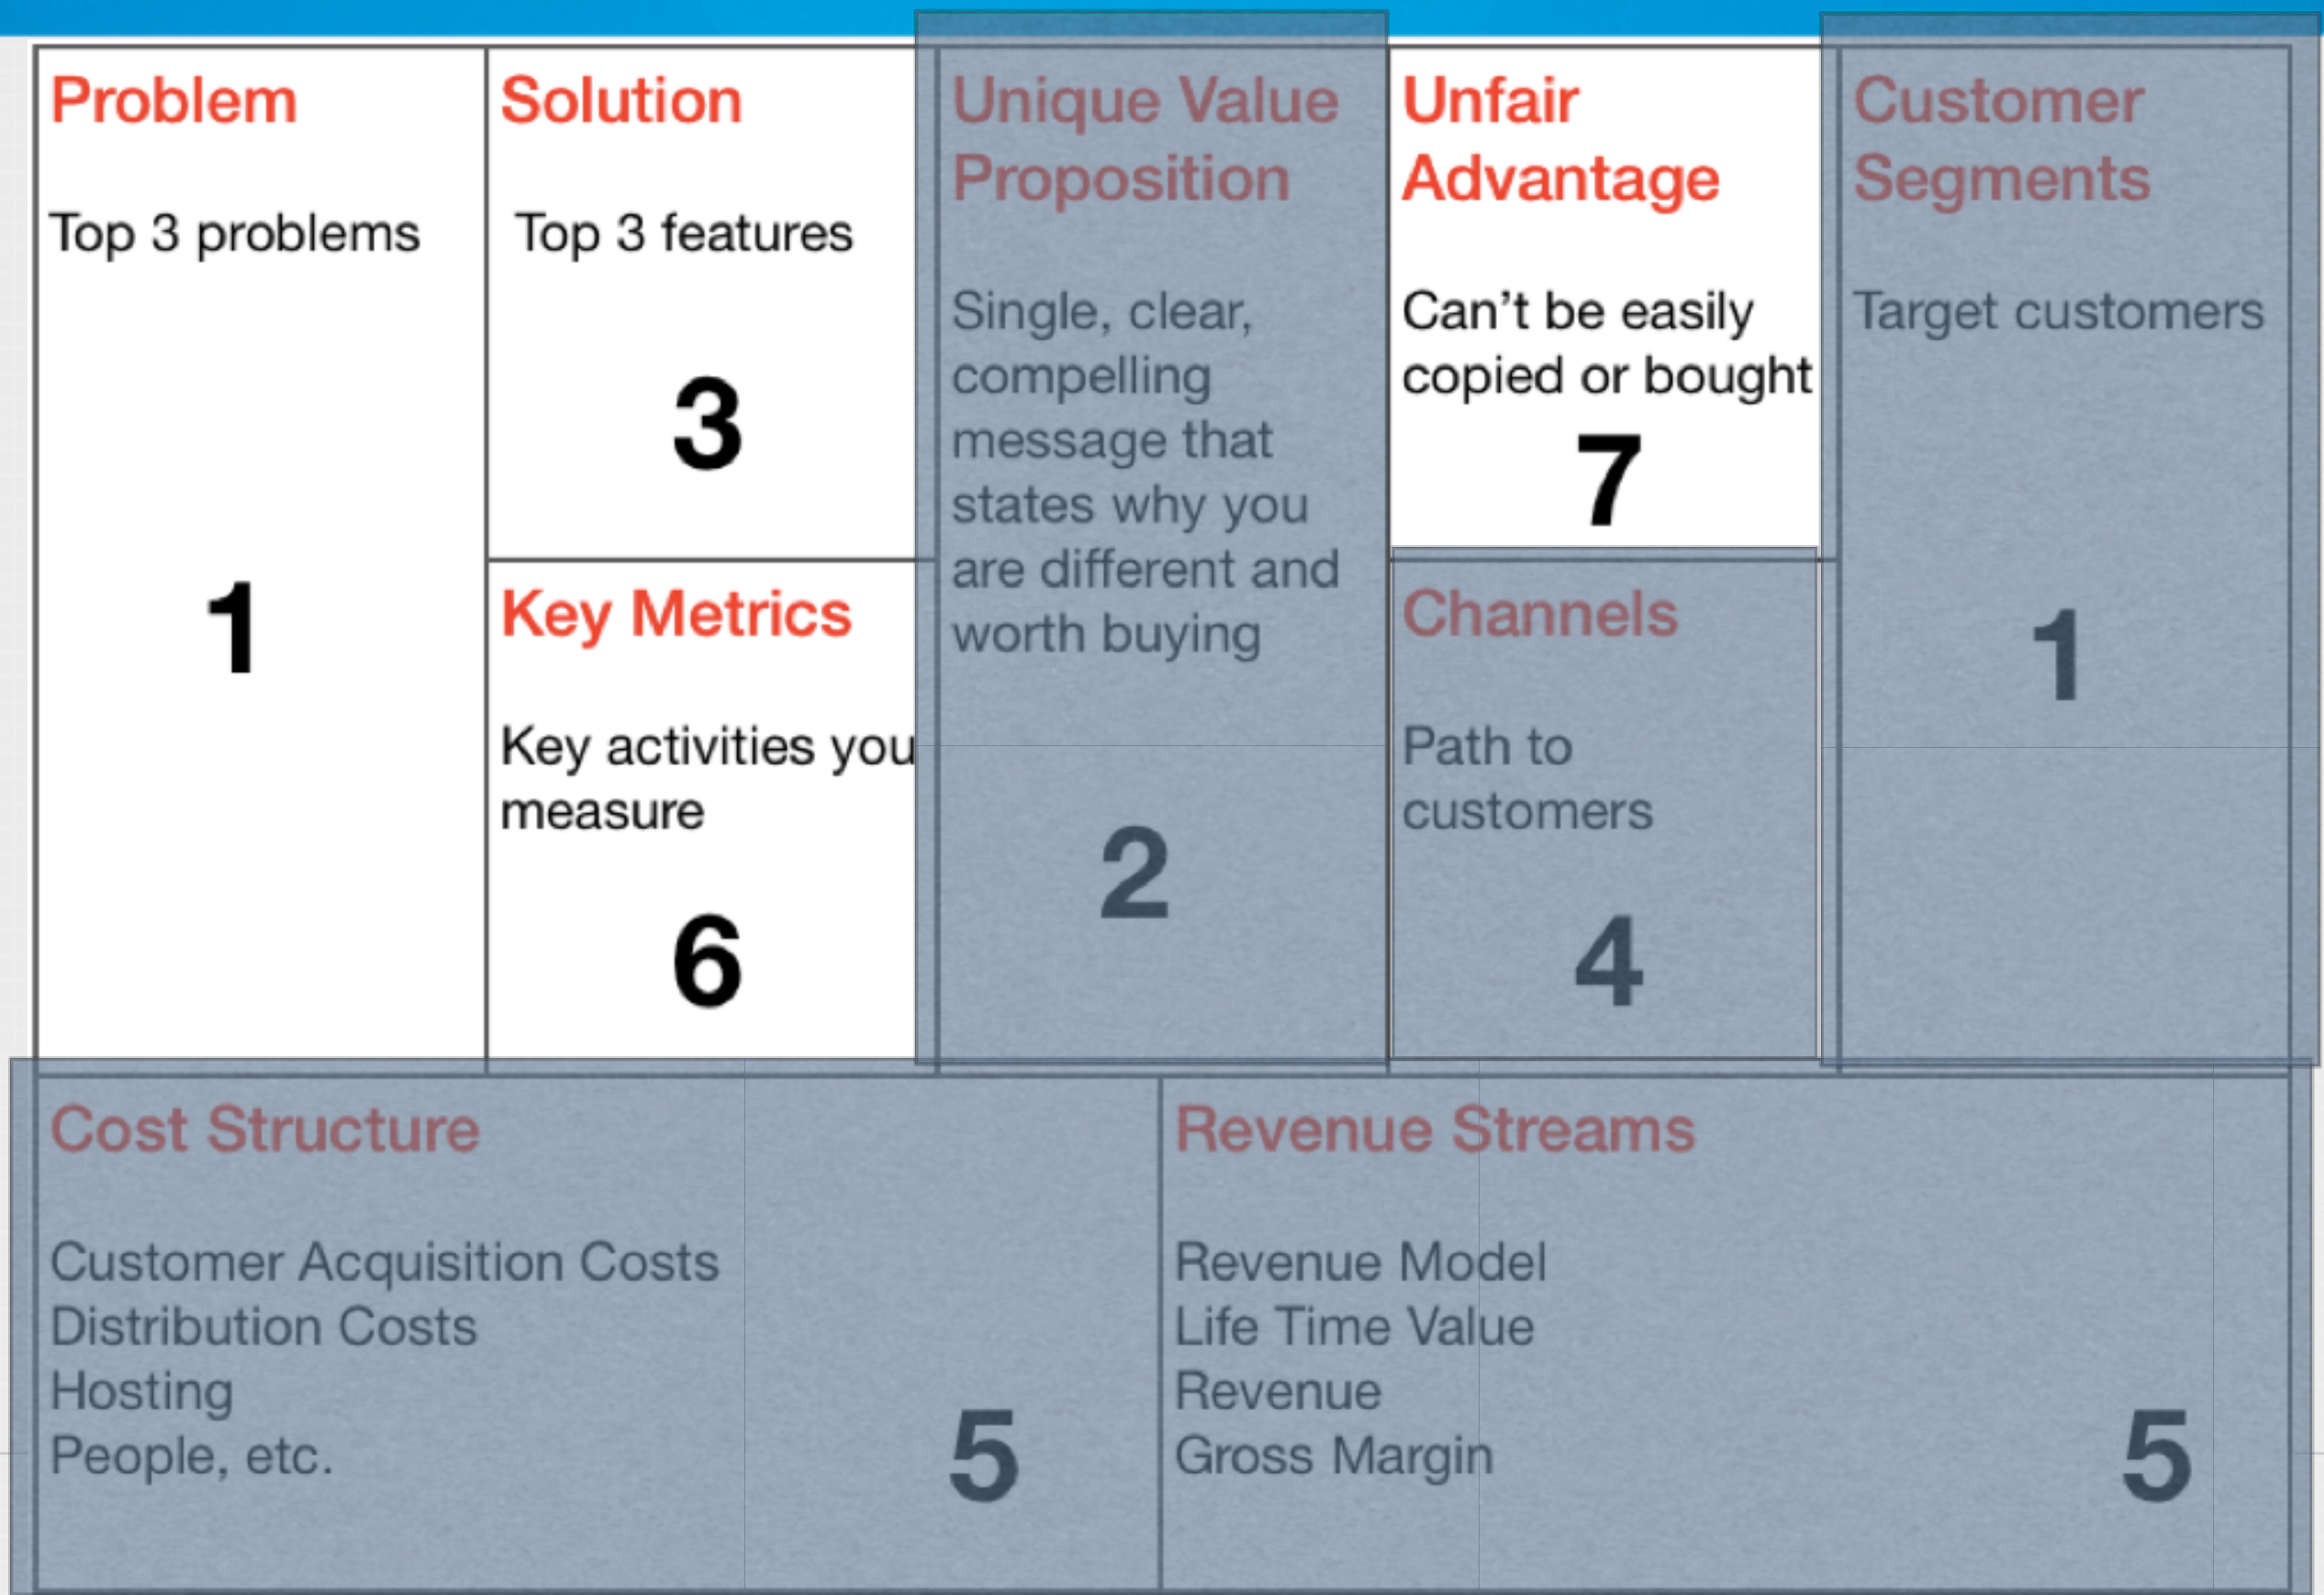 Problem
Top 3 problems
1
Solution
Top 3 features
3
Key Metrics
Key activities you
measure
6
Unique Value
Proposition
Single, clear,
compelling
message that
states why you
are different and
worth buying
2
Unfair
Advantage
Can’t be easily
copied or bought
7
Channels
Path to
customers
4
Customer
Segments
Target customers
1
Cost Structure
Customer Acquisition Costs
Distribution Costs
Hosting
People, etc.
5
Revenue Streams
Revenue Model
Life Time Value
Revenue
Gross Margin
5